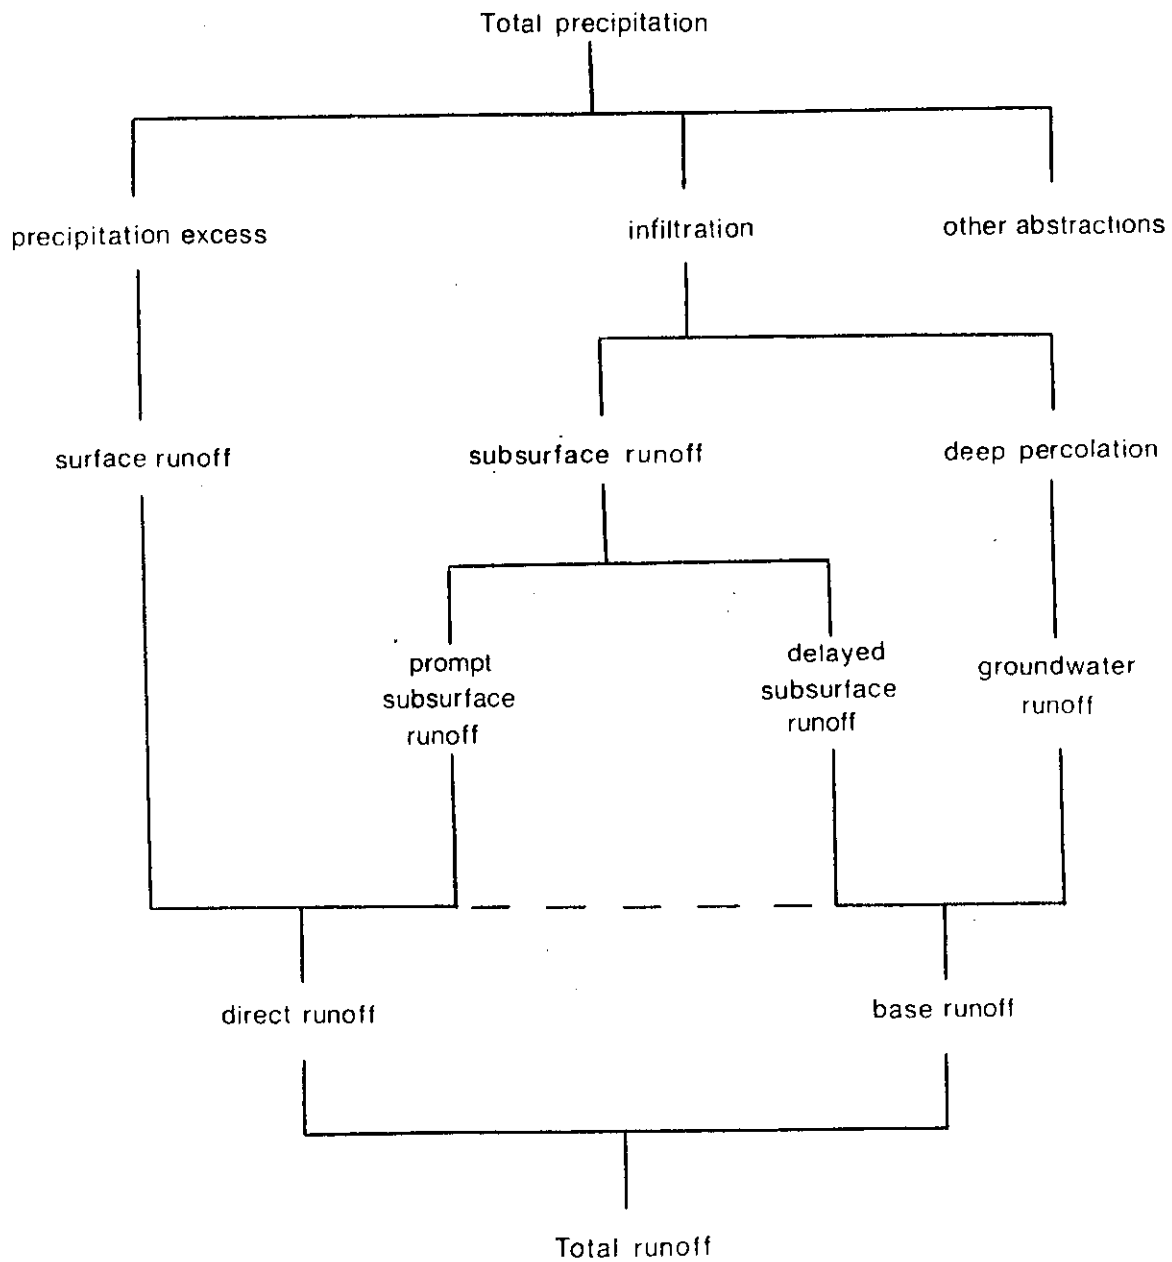 Total precipitation
precipitation excess
infiltration
other abstractions
surface runoff
subsurface runoff
deep percolation
prompt
subsurface
runoff
delayed
subsurface
runoff
groundwater
runoff
direct runoff
base runoff
Total runoff